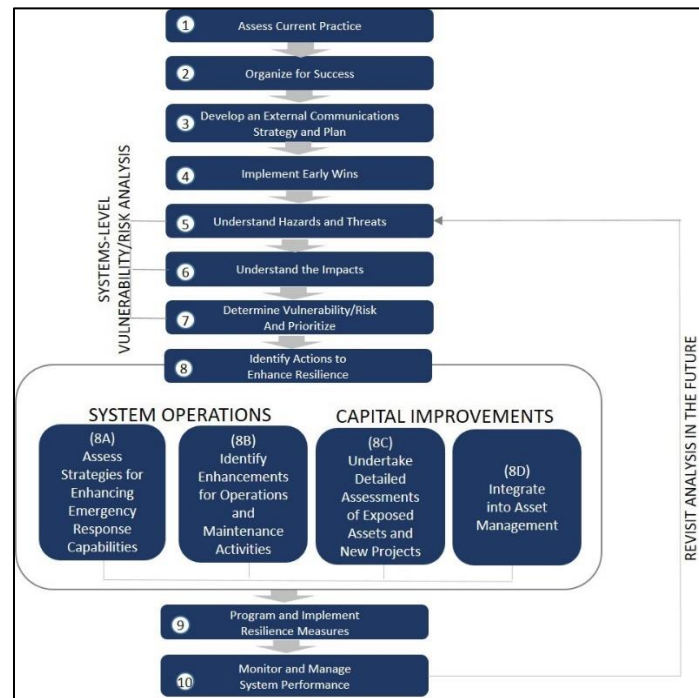 1
Assess Current Practice
2
Organize for Success
3
Develop an External Communications
Strategy and Plan
4
Implement Early Wins
5
Understand Hazards and Threats
6
Understand the Impacts
7
Determine Vulnerability/Risk
And Prioritize
8
Identify Actions to
Enhance Resilience
SYSTEMS-LEVEL
VULNERABILITY/RISK ANALYSIS
SYSTEM OPERATIONS
CAPITAL IMPROVEMENTS
(8A)
Assess
Strategies for
Enhancing
Emergency
Response
Capabilities
(8B)
Identify
Enhancements
for Operations
and
Maintenance
Activities
(8C)
Undertake
Detailed
Assessments
of Exposed
Assets and
New Projects
(8D)
Integrate
into Asset
Management
9
Program and Implement
Resilience Measures
10
Monitor and Manage
System Performance
REVISIT ANALYSIS IN THE FUTURE